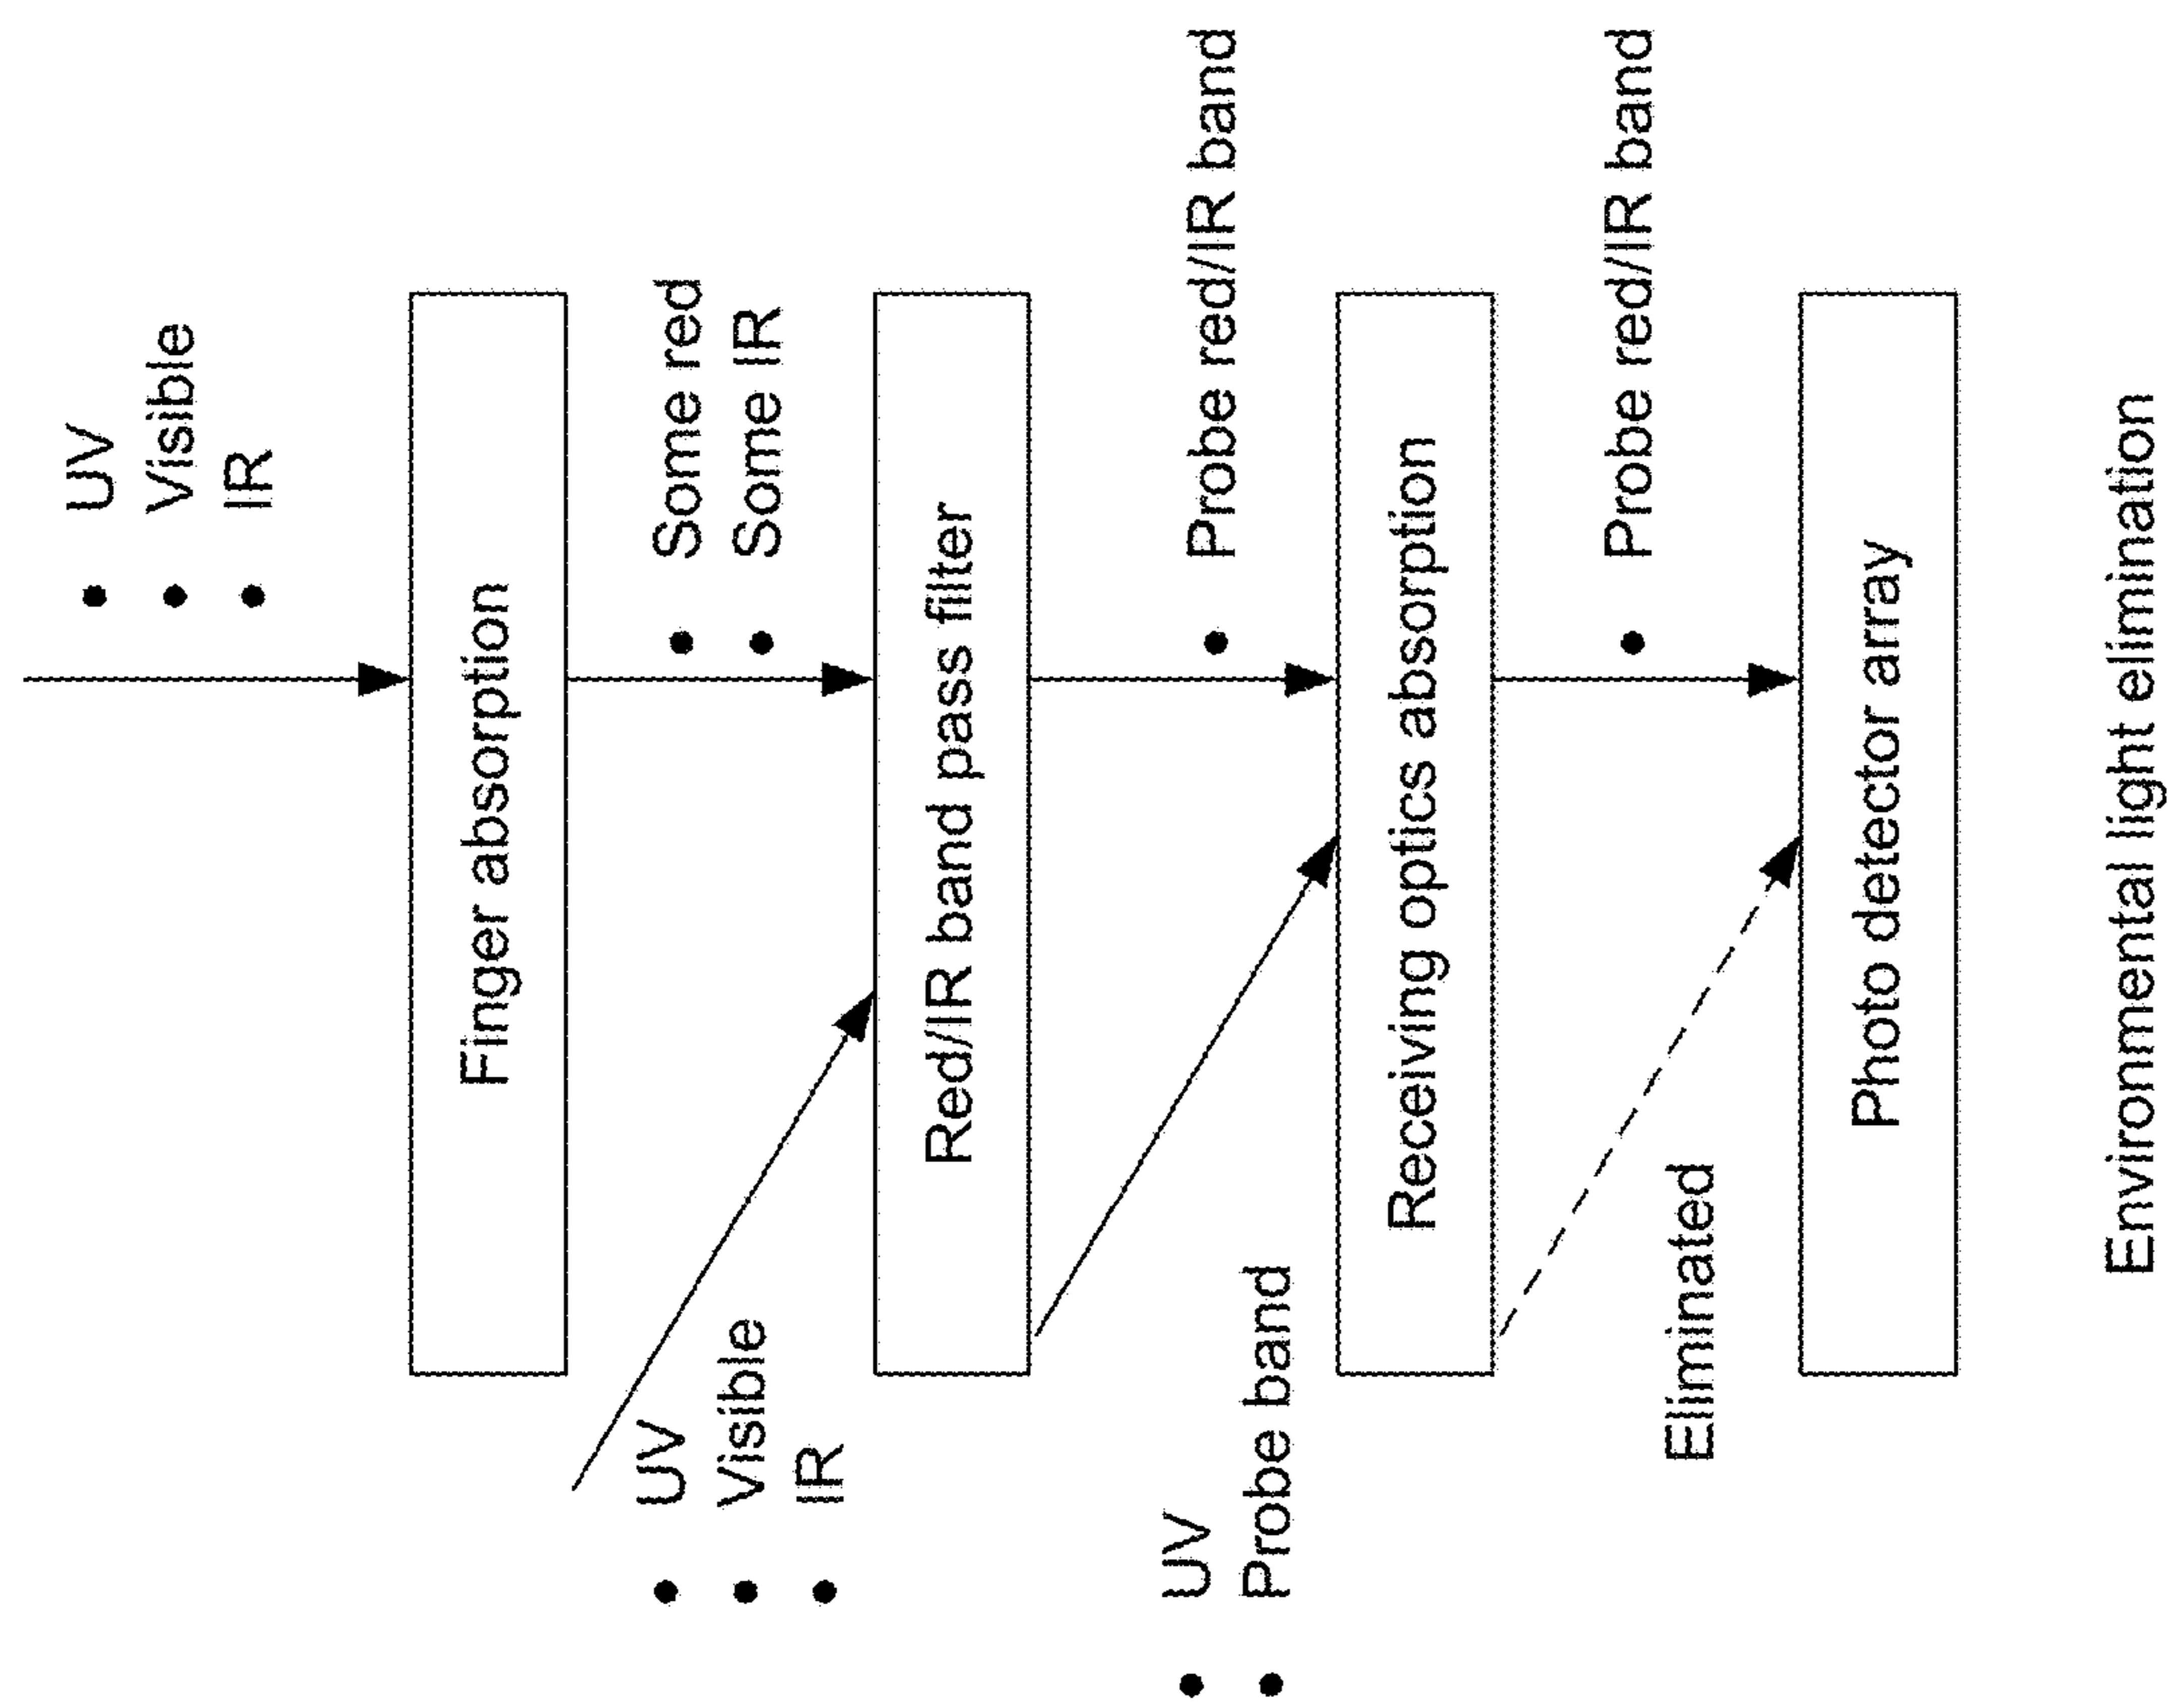 • UV
• Visible
• IR
Finger absorption
• Some red
• Some IR
• UV
• Visible
• IR
Red/IR band pass filter
• Probe red/IR band
• UV
• Probe band
Receiving optics absorption
• Probe red/IR band
Eliminated
Photo detector array
Environmental light elimination